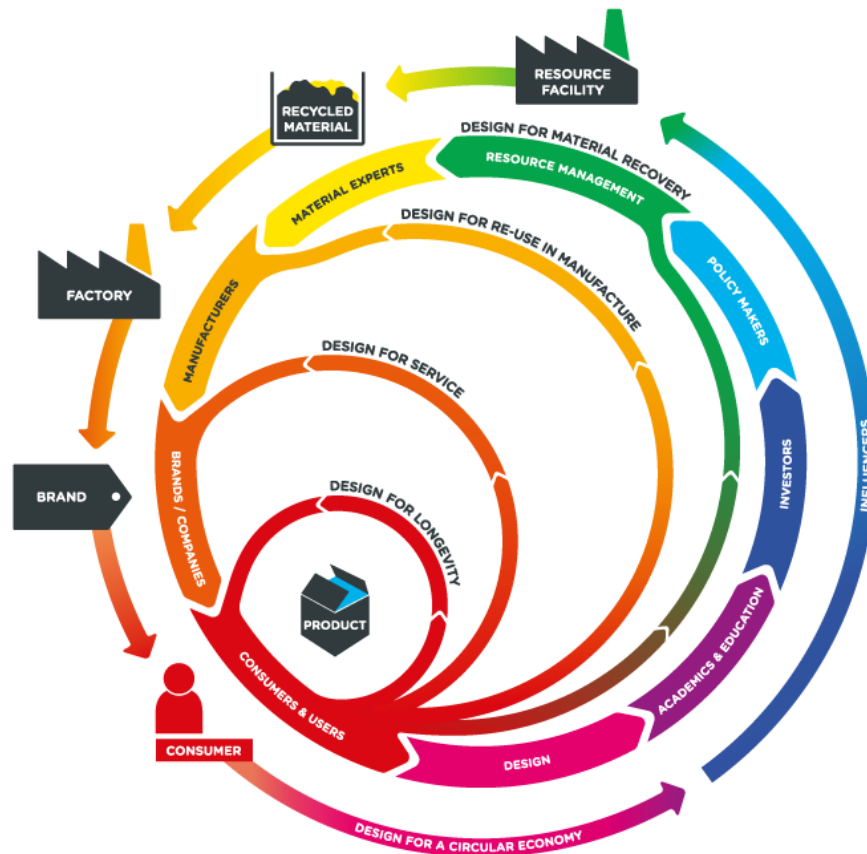 RESOURCE
FACILITY
RECYCLED
MATERIAL
DESIGN FOR MATERIAL RECOVERY
RESOURCE MANAGEMENT
MATERIAL EXPERTS
DESIGN FOR RE-USE IN MANUFACTURE
POLICY MAKERS
FACTORY
MANUFACTURERS
DESIGN FOR SERVICE
INFLUENCERS
INVESTORS
BRAND
BRANDS / COMPANIES
DESIGN FOR LONGEVITY
PRODUCT
CONSUMERS & USERS
ACADEMICS & EDUCATION
CONSUMER
DESIGN
DESIGN FOR A CIRCULAR ECONOMY